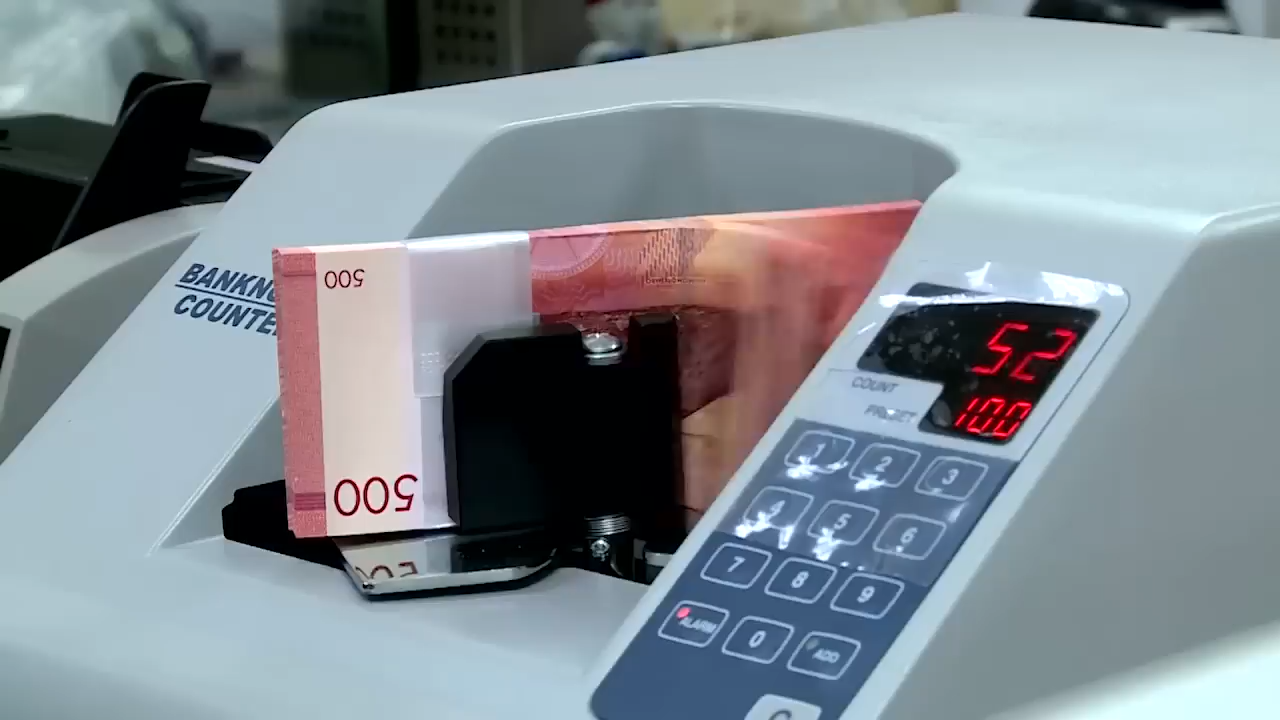 500
500
BANKN
COUNTE
52
COUNT
100
PRESET
1 2 3
4 5 6
7 8 9
ALARM 0 ADD